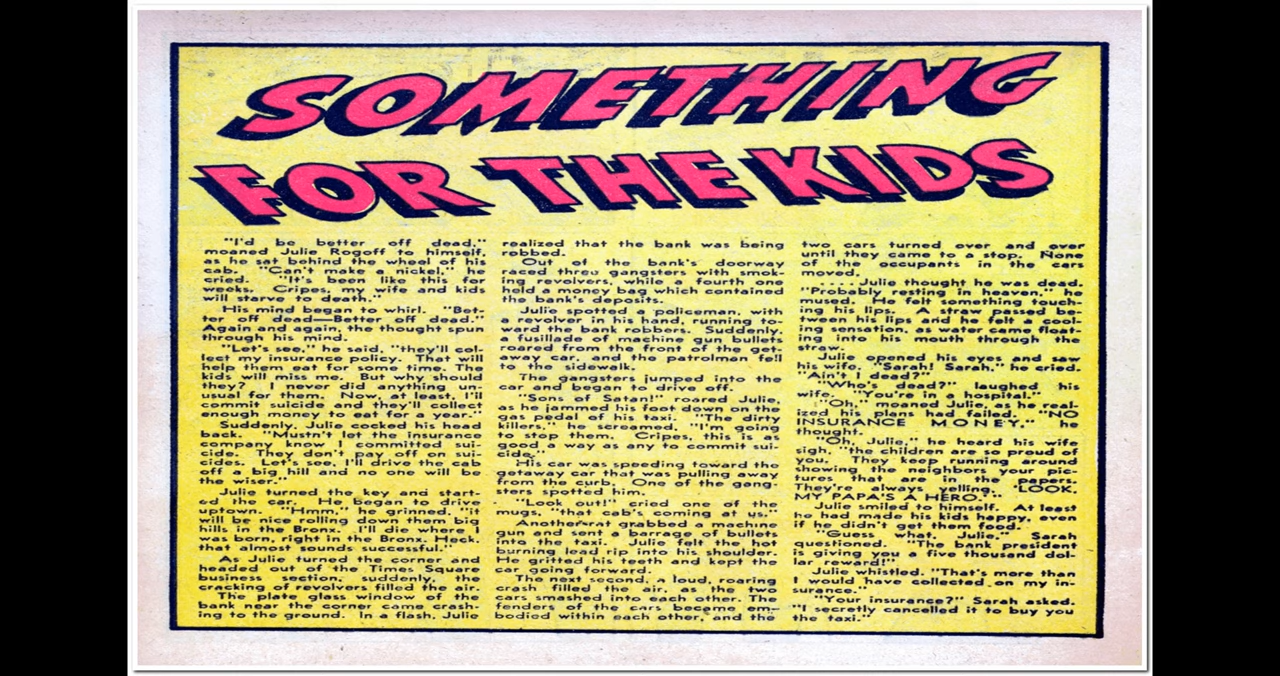 SOMETHING
FOR THE KIDS
"I'd be better off dead,"
moaned Julie Rogoff to himself,
as he sat behind the wheel of his
cab. "Can't make a nickel," he
cried. "It's been like this for
weeks. Cripes, my wife and kids
will starve to death."
His mind began to whirl. "Bet-
ter off dead—Better off dead."
Again and again, the thought spun
through his mind.
"Let's see," he said, "they'll col-
lect my insurance policy. That will
help them eat for some time. The
kids will miss me. But why should
they? I never did anything un-
usual for them. Now, at least, I'll
commit suicide and they'll collect
enough money to eat for a year."
Suddenly, Julie cocked his head
back. "Mustn't let the insurance
company know I committed sui-
cide. They don't pay off on sui-
cides. Let's see, I'll drive the cab
off a big hill and no one will be
the wiser."
Julie turned the key and start-
ed the car. He began to drive
uptown. "Hmm," he grinned. "it
will be nice rolling down them big
hills in the Bronx. I'll die where I
was born, right in the Bronx. Heck,
that almost sounds successful."
As Julie turned the corner and
headed out of the Times Square
business section, suddenly, the
cracking of revolvers filled the air.
The plate glass window of the
bank near the corner came crash-
ing to the ground. In a flash, Julie
realized that the bank was being
robbed.
Out of the bank's doorway
raced three gangsters with smok-
ing revolvers, while a fourth one
held a money bag which contained
the bank's deposits.
Julie spotted a policeman, with
a revolver in his hand, running to-
ward the bank robbers. Suddenly,
a fusillade of machine gun bullets
roared from the front of the get-
away car, and the patrolman fell
to the sidewalk.
The gangsters jumped into the
car and began to drive off.
"Sons of Satan!" roared Julie,
as he jammed his foot down on the
gas pedal of his taxi. "The dirty
killers," he screamed. "I'm going
to stop them. Cripes, this is as
good a way as any to commit sui-
cide."
His car was speeding toward the
getaway car that was pulling away
from the curb. One of the gang-
sters spotted him.
"Look out!" cried one of the
mugs, "that cab's coming at us."
Another rat grabbed a machine
gun and sent a barrage of bullets
into the taxi. Julie felt the hot
burning lead rip into his shoulder.
He gritted his teeth and kept the
car going forward.
The next second, a loud, roaring
crash filled the air, as the two
cars smashed into each other. The
fenders of the cars became em-
bodied within each other, and the
two cars turned over and over
until they came to a stop. None
of the occupants in the cars
moved.
. . . . Julie thought he was dead.
"Probably resting in heaven," he
mused. He felt something touch-
ing his lips. A straw passed be-
tween his lips and he felt a cool-
ing sensation, as water came float-
ing into his mouth through the
straw.
Julie opened his eyes and saw
his wife. "Sarah! Sarah," he cried.
"Ain't I dead?"
"Who's dead?" laughed his
wife. "You're in a hospital."
"Oh," moaned Julie, as he real-
ized his plans had failed. "NO
INSURANCE MONEY," he
thought.
"Oh, Julie," he heard his wife
sigh, "the children are so proud of
you. They keep running around
showing the neighbors your pic-
tures that are in the papers.
They're always yelling, 'LOOK,
MY PAPA'S A HERO.' "
Julie smiled to himself. At least
he had made his kids happy, even
if he didn't get them food.
"Guess what, Julie," Sarah
questioned. "The bank president
is giving you a five thousand dol-
lar reward!"
Julie whistled. "That's more than
I would have collected on my in-
surance."
"Your insurance?" Sarah asked.
"I secretly cancelled it to buy you
the taxi."